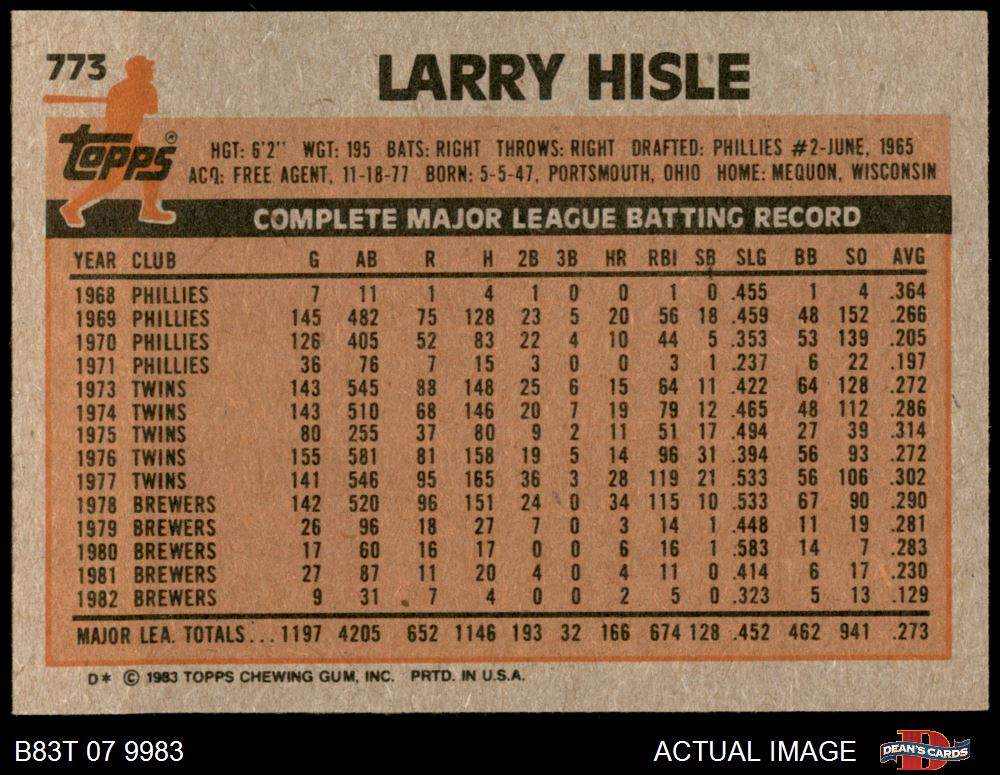 773
LARRY HISLE
Topps®
HGT: 6'2" WGT: 195 BATS: RIGHT THROWS: RIGHT DRAFTED: PHILLIES #2-JUNE, 1965
ACQ: FREE AGENT, 11-18-77 BORN: 5-5-47, PORTSMOUTH, OHIO HOME: MEQUON, WISCONSIN
COMPLETE MAJOR LEAGUE BATTING RECORD
YEAR CLUB G AB R H 2B 3B HR RBI SB SLG BB SO AVG
1968 PHILLIES 7 11 1 4 1 0 0 1 0 .455 1 4 .364
1969 PHILLIES 145 482 75 128 23 5 20 56 18 .459 48 152 .266
1970 PHILLIES 126 405 52 83 22 4 10 44 5 .353 53 139 .205
1971 PHILLIES 36 76 7 15 3 0 0 3 1 .237 6 22 .197
1973 TWINS 143 545 88 148 25 6 15 64 11 .422 64 128 .272
1974 TWINS 143 510 68 146 20 7 19 79 12 .465 48 112 .286
1975 TWINS 80 255 37 80 9 2 11 51 17 .494 27 39 .314
1976 TWINS 155 581 81 158 19 5 14 96 31 .394 56 93 .272
1977 TWINS 141 546 95 165 36 3 28 119 21 .533 56 106 .302
1978 BREWERS 142 520 96 151 24 0 34 115 10 .533 67 90 .290
1979 BREWERS 26 96 18 27 7 0 3 14 1 .448 11 19 .281
1980 BREWERS 17 60 16 17 0 0 6 16 1 .583 14 7 .283
1981 BREWERS 27 87 11 20 4 0 4 11 0 .414 6 17 .230
1982 BREWERS 9 31 7 4 0 0 2 5 0 .323 5 13 .129
MAJOR LEA. TOTALS... 1197 4205 652 1146 193 32 166 674 128 .452 462 941 .273
D* © 1983 TOPPS CHEWING GUM, INC. PRTD. IN U.S.A.
B83T 07 9983 ACTUAL IMAGE DEAN'S CARDS